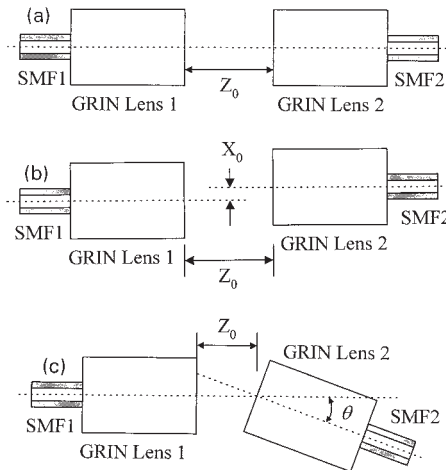 (a)
SMF1
SMF2
Z₀
GRIN Lens 1
GRIN Lens 2
(b)
X₀
SMF1
SMF2
GRIN Lens 1
GRIN Lens 2
Z₀
(c)
Z₀
GRIN Lens 2
θ
SMF2
SMF1
GRIN Lens 1